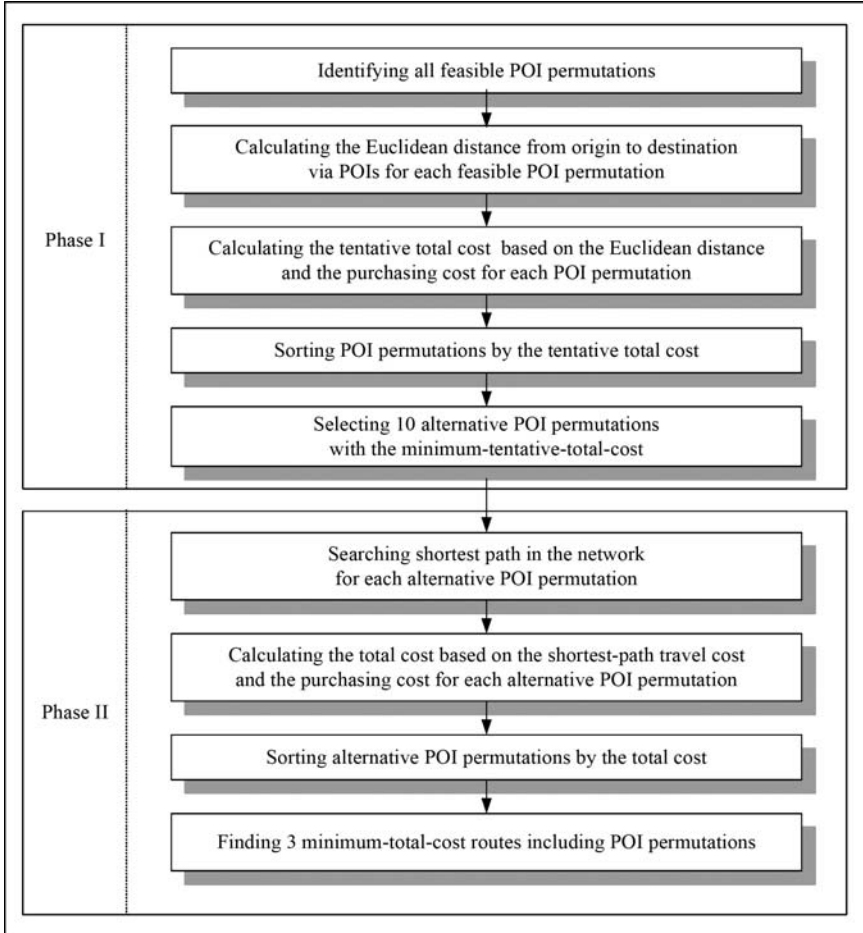 Phase I
Identifying all feasible POI permutations
Calculating the Euclidean distance from origin to destination
via POIs for each feasible POI permutation
Calculating the tentative total cost based on the Euclidean distance
and the purchasing cost for each POI permutation
Sorting POI permutations by the tentative total cost
Selecting 10 alternative POI permutations
with the minimum-tentative-total-cost
Phase II
Searching shortest path in the network
for each alternative POI permutation
Calculating the total cost based on the shortest-path travel cost
and the purchasing cost for each alternative POI permutation
Sorting alternative POI permutations by the total cost
Finding 3 minimum-total-cost routes including POI permutations